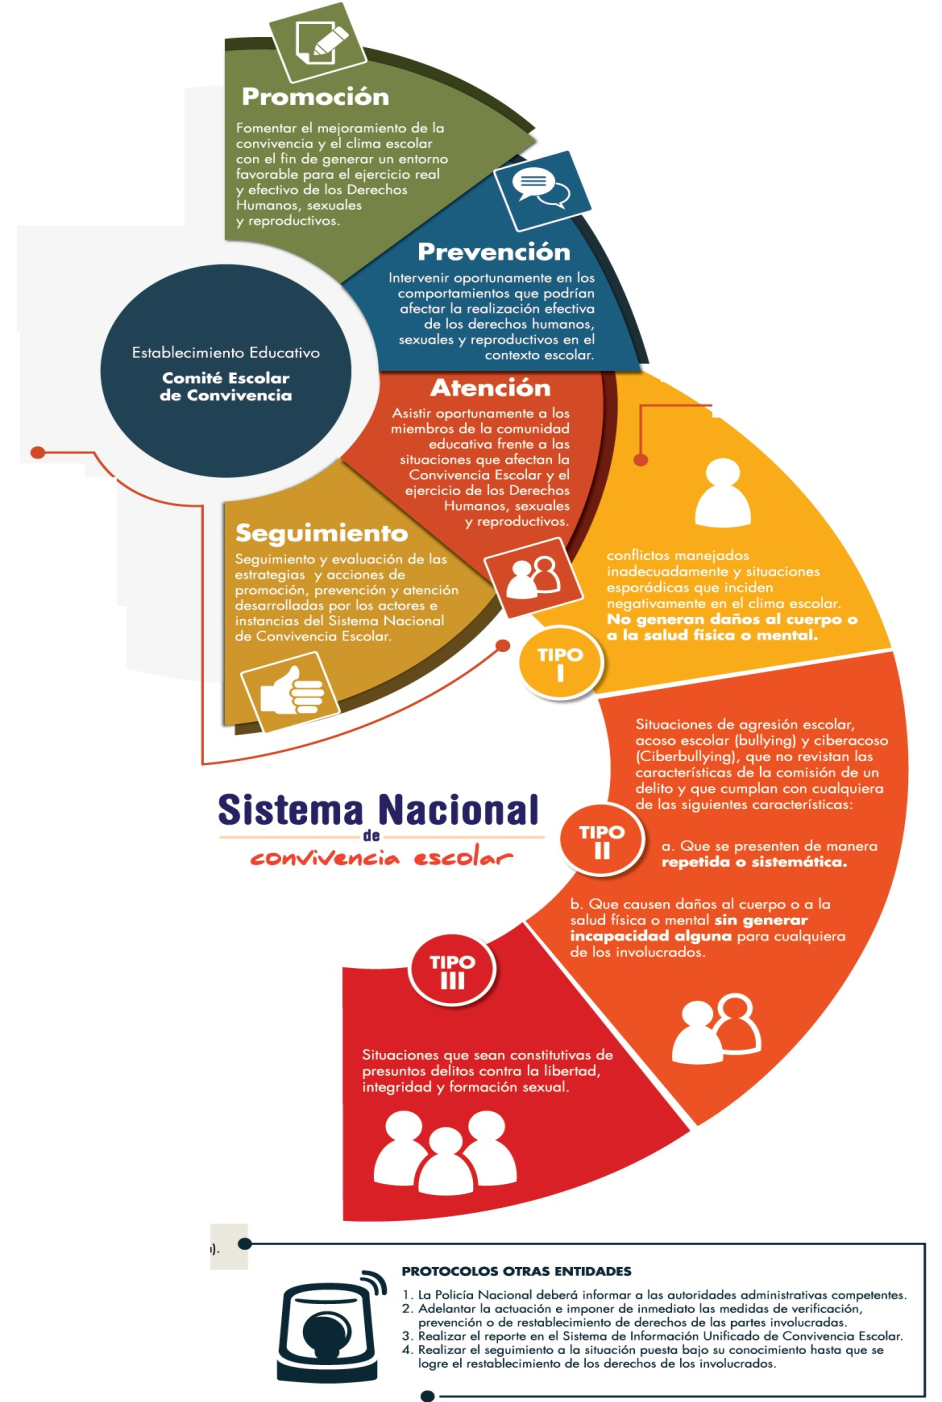 Promoción
Fomentar el mejoramiento de la
convivencia y el clima escolar
con el fin de generar un entorno
favorable para el ejercicio real
y efectivo de los Derechos
Humanos, sexuales
y reproductivos.
Prevención
Intervenir oportunamente en los
comportamientos que podrían
afectar la realización efectiva
de los derechos humanos,
sexuales y reproductivos en el
contexto escolar.
Establecimiento Educativo
Comité Escolar
de Convivencia
Atención
Asistir oportunamente a los
miembros de la comunidad
educativa frente a las
situaciones que afectan la
Convivencia Escolar y el
ejercicio de los Derechos
Humanos, sexuales
y reproductivos.
Seguimiento
Seguimiento y evaluación de las
estrategias y acciones de
promoción, prevención y atención
desarrolladas por los actores e
instancias del Sistema Nacional
de Convivencia Escolar.
TIPO
I
conflictos manejados
inadecuadamente y situaciones
esporádicas que inciden
negativamente en el clima escolar.
No generan daños al cuerpo o
a la salud física o mental.
Sistema Nacional
de
convivencia escolar
TIPO
II
Situaciones de agresión escolar,
acoso escolar (bullying) y ciberacoso
(Ciberbullying), que no revistan las
características de la comisión de un
delito y que cumplan con cualquiera
de las siguientes características:
a. Que se presenten de manera
repetida o sistemática.
b. Que causen daños al cuerpo o a la
salud física o mental sin generar
incapacidad alguna para cualquiera
de los involucrados.
TIPO
III
Situaciones que sean constitutivas de
presuntos delitos contra la libertad,
integridad y formación sexual.
).
PROTOCOLOS OTRAS ENTIDADES
1. La Policía Nacional deberá informar a las autoridades administrativas competentes.
2. Adelantar la actuación e imponer de inmediato las medidas de verificación,
prevención o de restablecimiento de derechos de las partes involucradas.
3. Realizar el reporte en el Sistema de Información Unificado de Convivencia Escolar.
4. Realizar el seguimiento a la situación puesta bajo su conocimiento hasta que se
logre el restablecimiento de los derechos de los involucrados.